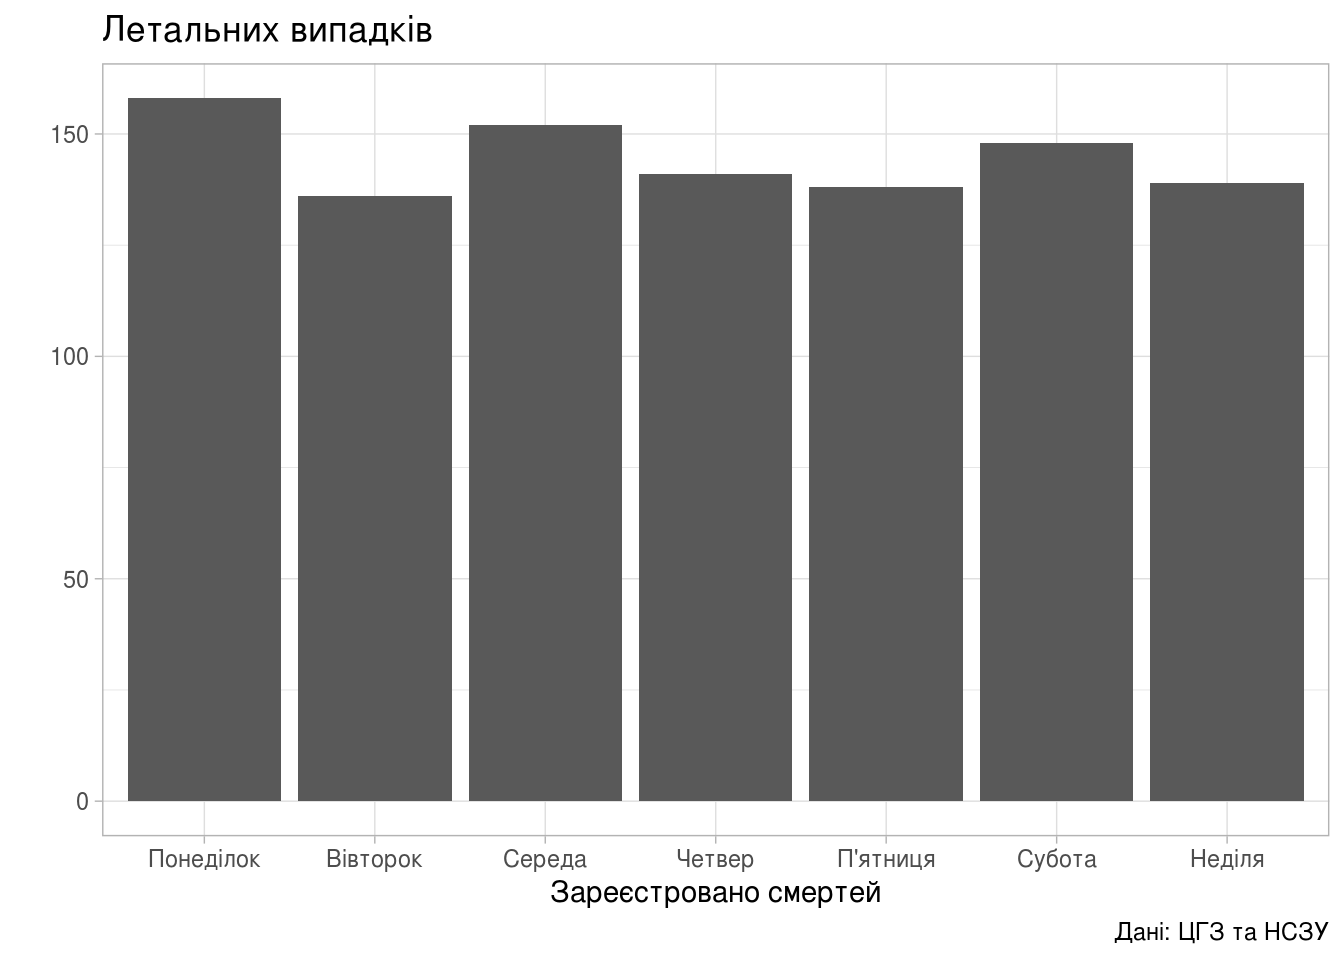 Летальних випадків
150
100
50
0
Понеділок Вівторок Середа Четвер П'ятниця Субота Неділя
Зареєстровано смертей
Дані: ЦГЗ та НСЗУ